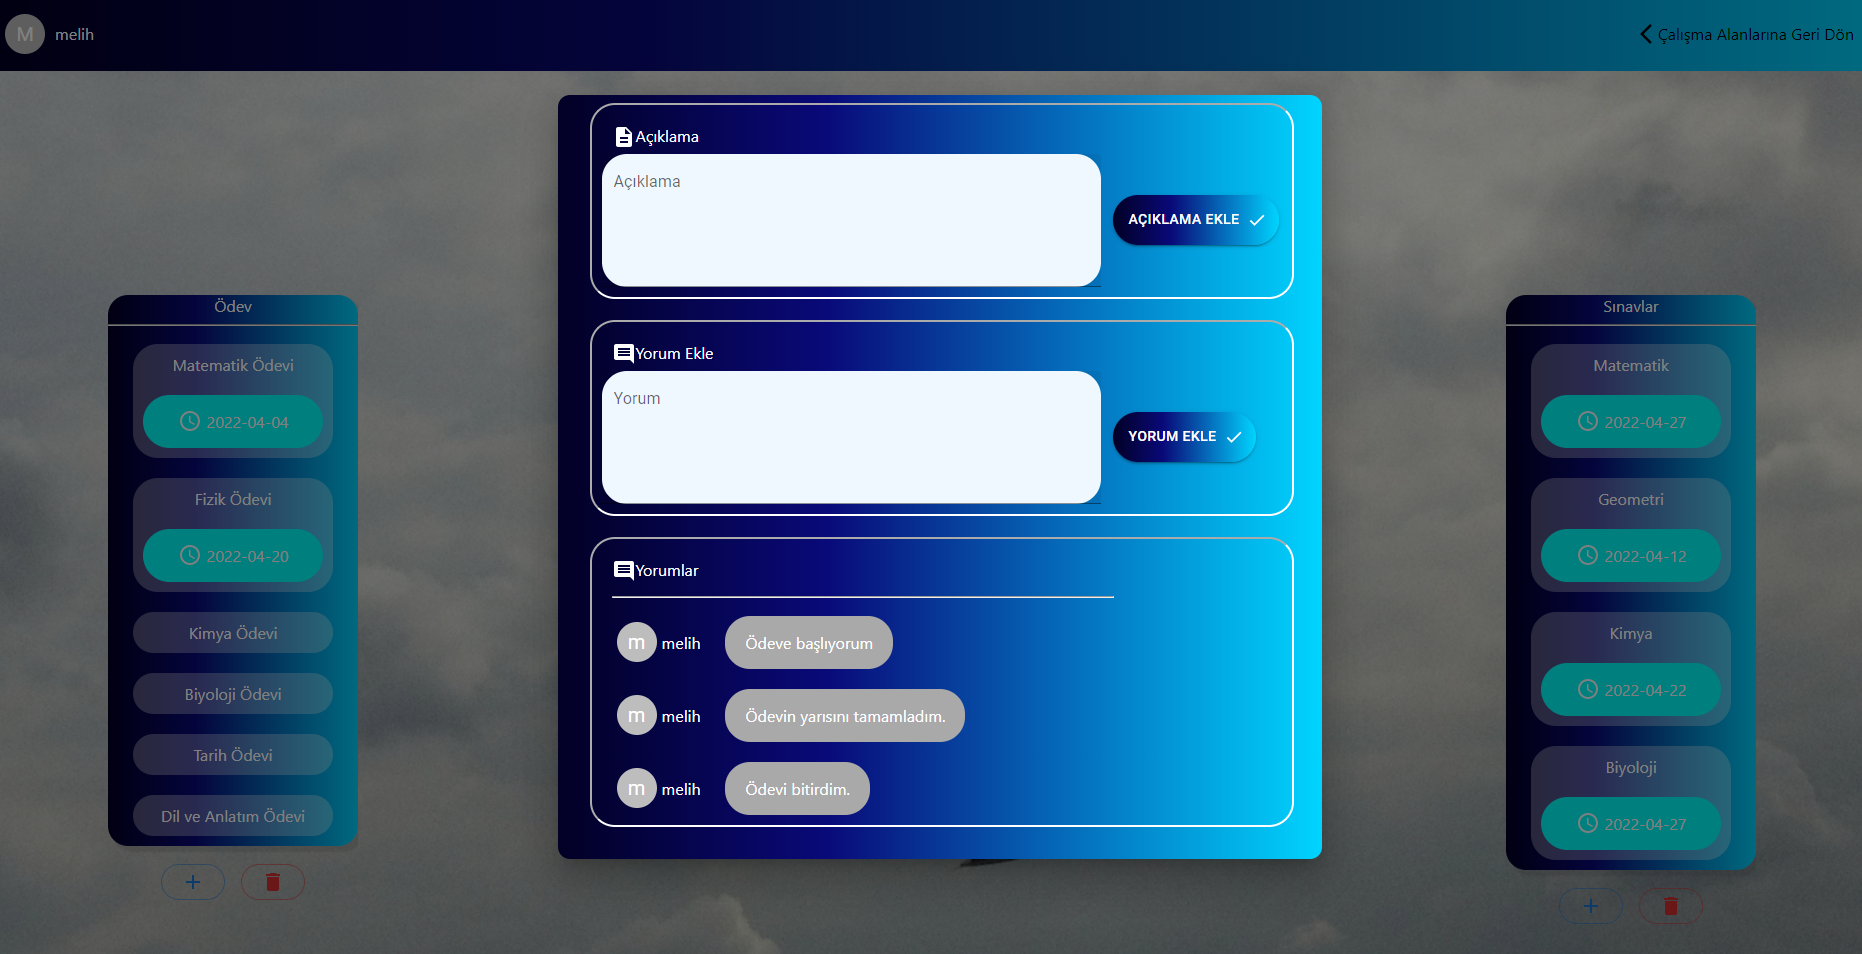 M melih
Çalışma Alanlarına Geri Dön
Açıklama
Açıklama
AÇIKLAMA EKLE
Yorum Ekle
Yorum
YORUM EKLE
Yorumlar
m melih Ödeve başlıyorum
m melih Ödevin yarısını tamamladım.
m melih Ödevi bitirdim.
Ödev
Matematik Ödevi
2022-04-04
Fizik Ödevi
2022-04-20
Kimya Ödevi
Biyoloji Ödevi
Tarih Ödevi
Dil ve Anlatım Ödevi
Sınavlar
Matematik
2022-04-27
Geometri
2022-04-12
Kimya
2022-04-22
Biyoloji
2022-04-27